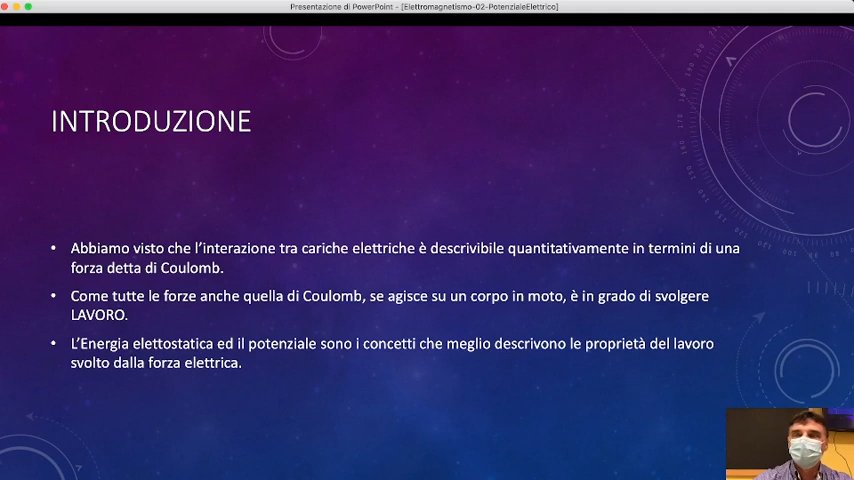 Presentazione di PowerPoint - [Elettromagnetismo-02-PotenzialeElettrico]
INTRODUZIONE
• Abbiamo visto che l'interazione tra cariche elettriche è descrivibile quantitativamente in termini di una
forza detta di Coulomb.
• Come tutte le forze anche quella di Coulomb, se agisce su un corpo in moto, è in grado di svolgere
LAVORO.
• L'Energia elettostatica ed il potenziale sono i concetti che meglio descrivono le proprietà del lavoro
svolto dalla forza elettrica.